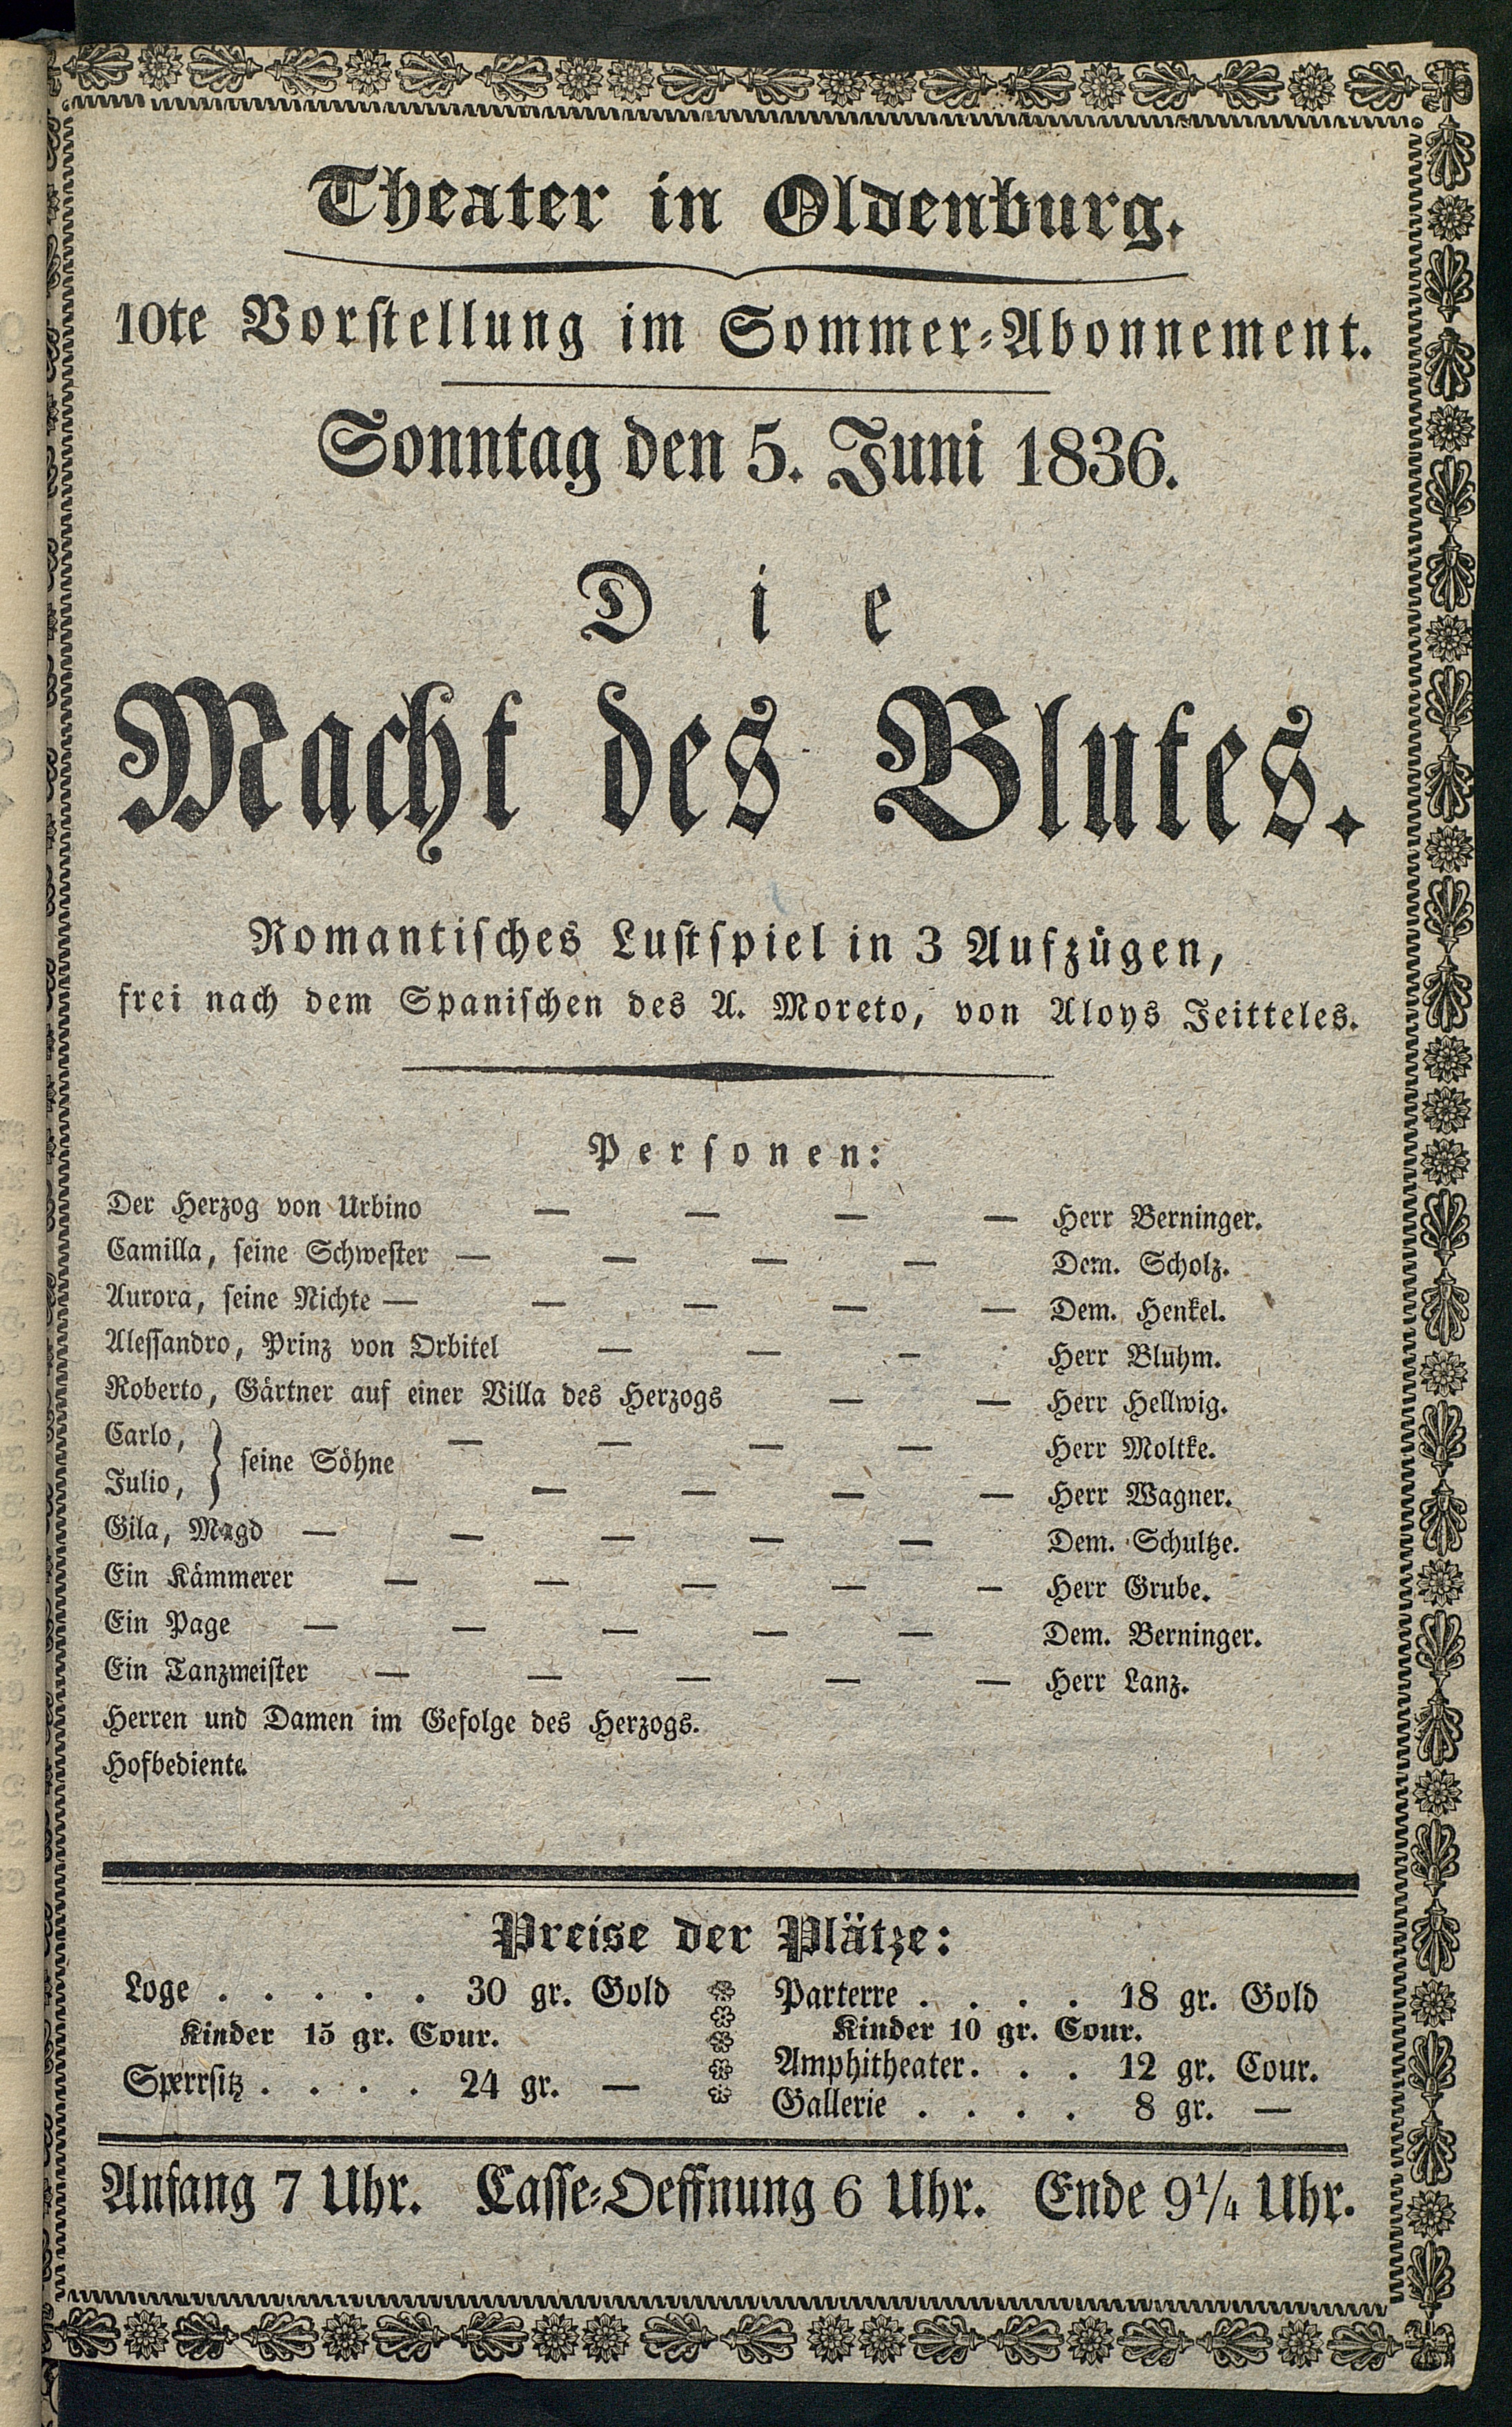 Theater in Oldenburg.
10te Vorstellung im Sommer-Abonnement.
Sonntag den 5. Juni 1836.
Die
Macht des Blutes.
Romantisches Lustspiel in 3 Aufzügen,
frei nach dem Spanischen des A. Moreto, von Aloys Jeitteles.
Personen:
Der Herzog von Urbino — — — — Herr Berninger.
Camilla, seine Schwester — — — — Dem. Scholz.
Aurora, seine Nichte — — — — — Dem. Henkel.
Alessandro, Prinz von Orbitel — — — Herr Bluhm.
Roberto, Gärtner auf einer Villa des Herzogs — — Herr Hellwig.
Carlo, — — — — Herr Moltke.
seine Söhne
Julio, — — — — Herr Wagner.
Gila, Magd — — — — — Dem. Schultze.
Ein Kämmerer — — — — — Herr Grube.
Ein Page — — — — — Dem. Berninger.
Ein Tanzmeister — — — — — Herr Lanz.
Herren und Damen im Gefolge des Herzogs.
Hofbediente.
Preise der Plätze:
Loge . . . . . 30 gr. Gold
Kinder 15 gr. Cour.
Sperrsitz . . . . 24 gr. —
Parterre . . . . 18 gr. Gold
Kinder 10 gr. Cour.
Amphitheater. . . 12 gr. Cour.
Gallerie . . . . 8 gr. —
Anfang 7 Uhr. Casse-Oeffnung 6 Uhr. Ende 9 1/4 Uhr.